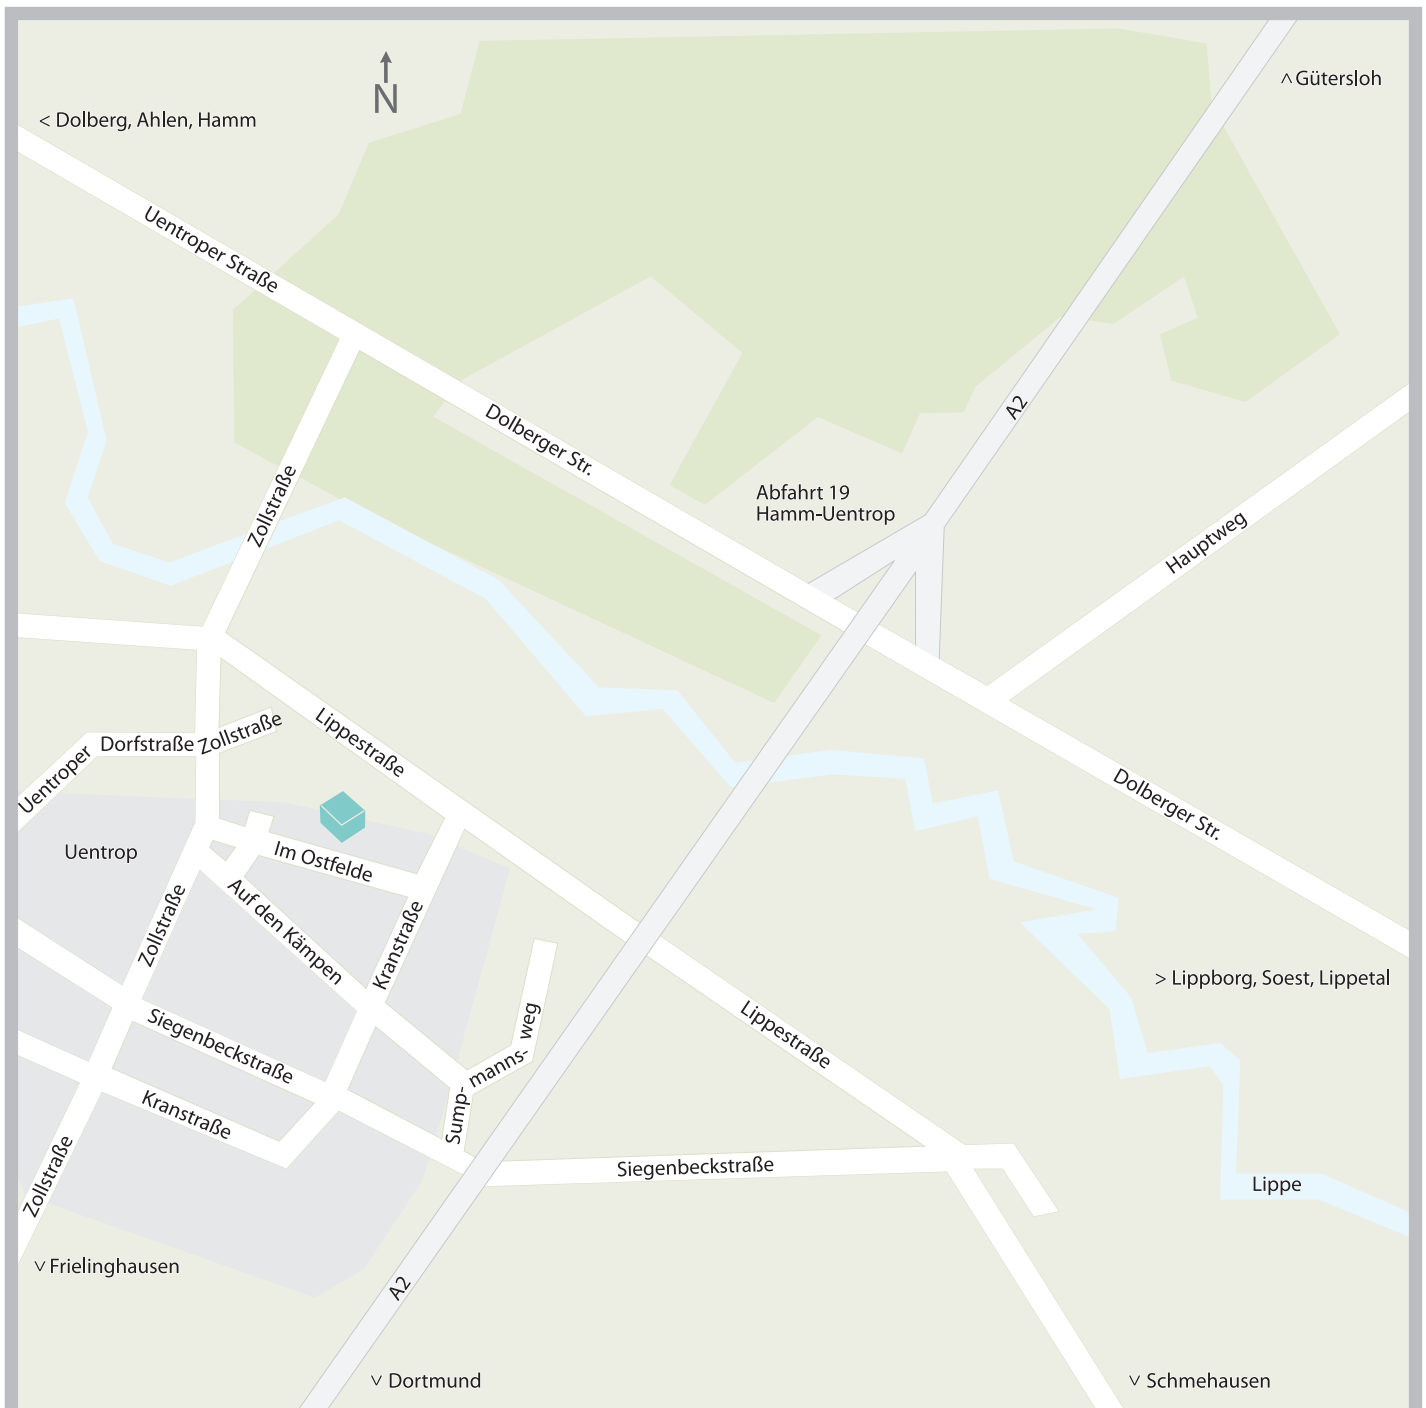 ^ Gütersloh
N
< Dolberg, Ahlen, Hamm
Uentroper Straße
Dolberger Str.
A2
Abfahrt 19
Hamm-Uentrop
Zollstraße
Hauptweg
Lippestraße
Zollstraße
Dorfstraße
Uentroper
Dolberger Str.
Uentrop
Im Ostfelde
Auf den Kämpen
Zollstraße
Kranstraße
> Lippborg, Soest, Lippetal
Siegenbeckstraße
weg
manns-
Sump-
Lippestraße
Kranstraße
Zollstraße
Siegenbeckstraße
Lippe
v Frielinghausen
A2
v Dortmund
v Schmehausen